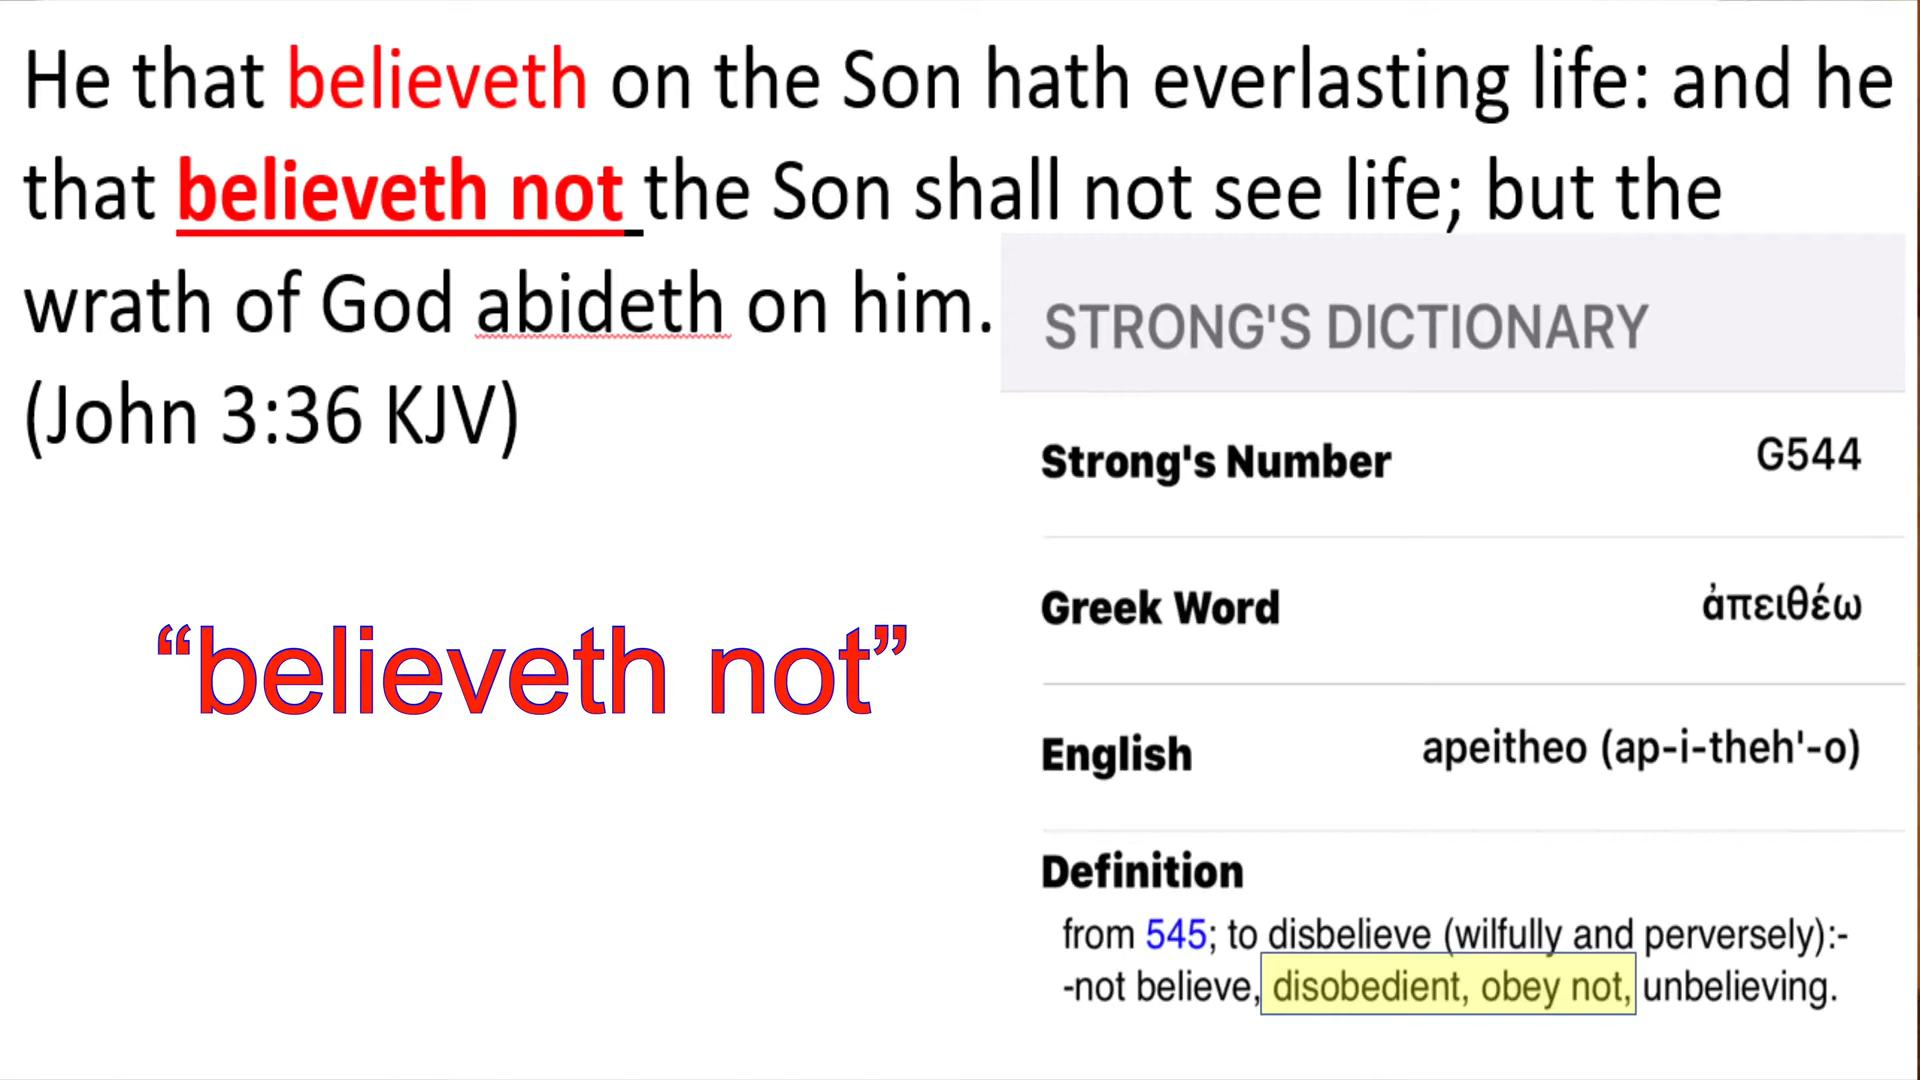 He that believeth on the Son hath everlasting life: and he
that believeth not the Son shall not see life; but the
wrath of God abideth on him.
(John 3:36 KJV)
“believeth not”
STRONG'S DICTIONARY
Strong's Number G544
Greek Word ἀπειθέω
English apeitheo (ap-i-theh'-o)
Definition
from 545; to disbelieve (wilfully and perversely):-
-not believe, disobedient, obey not, unbelieving.